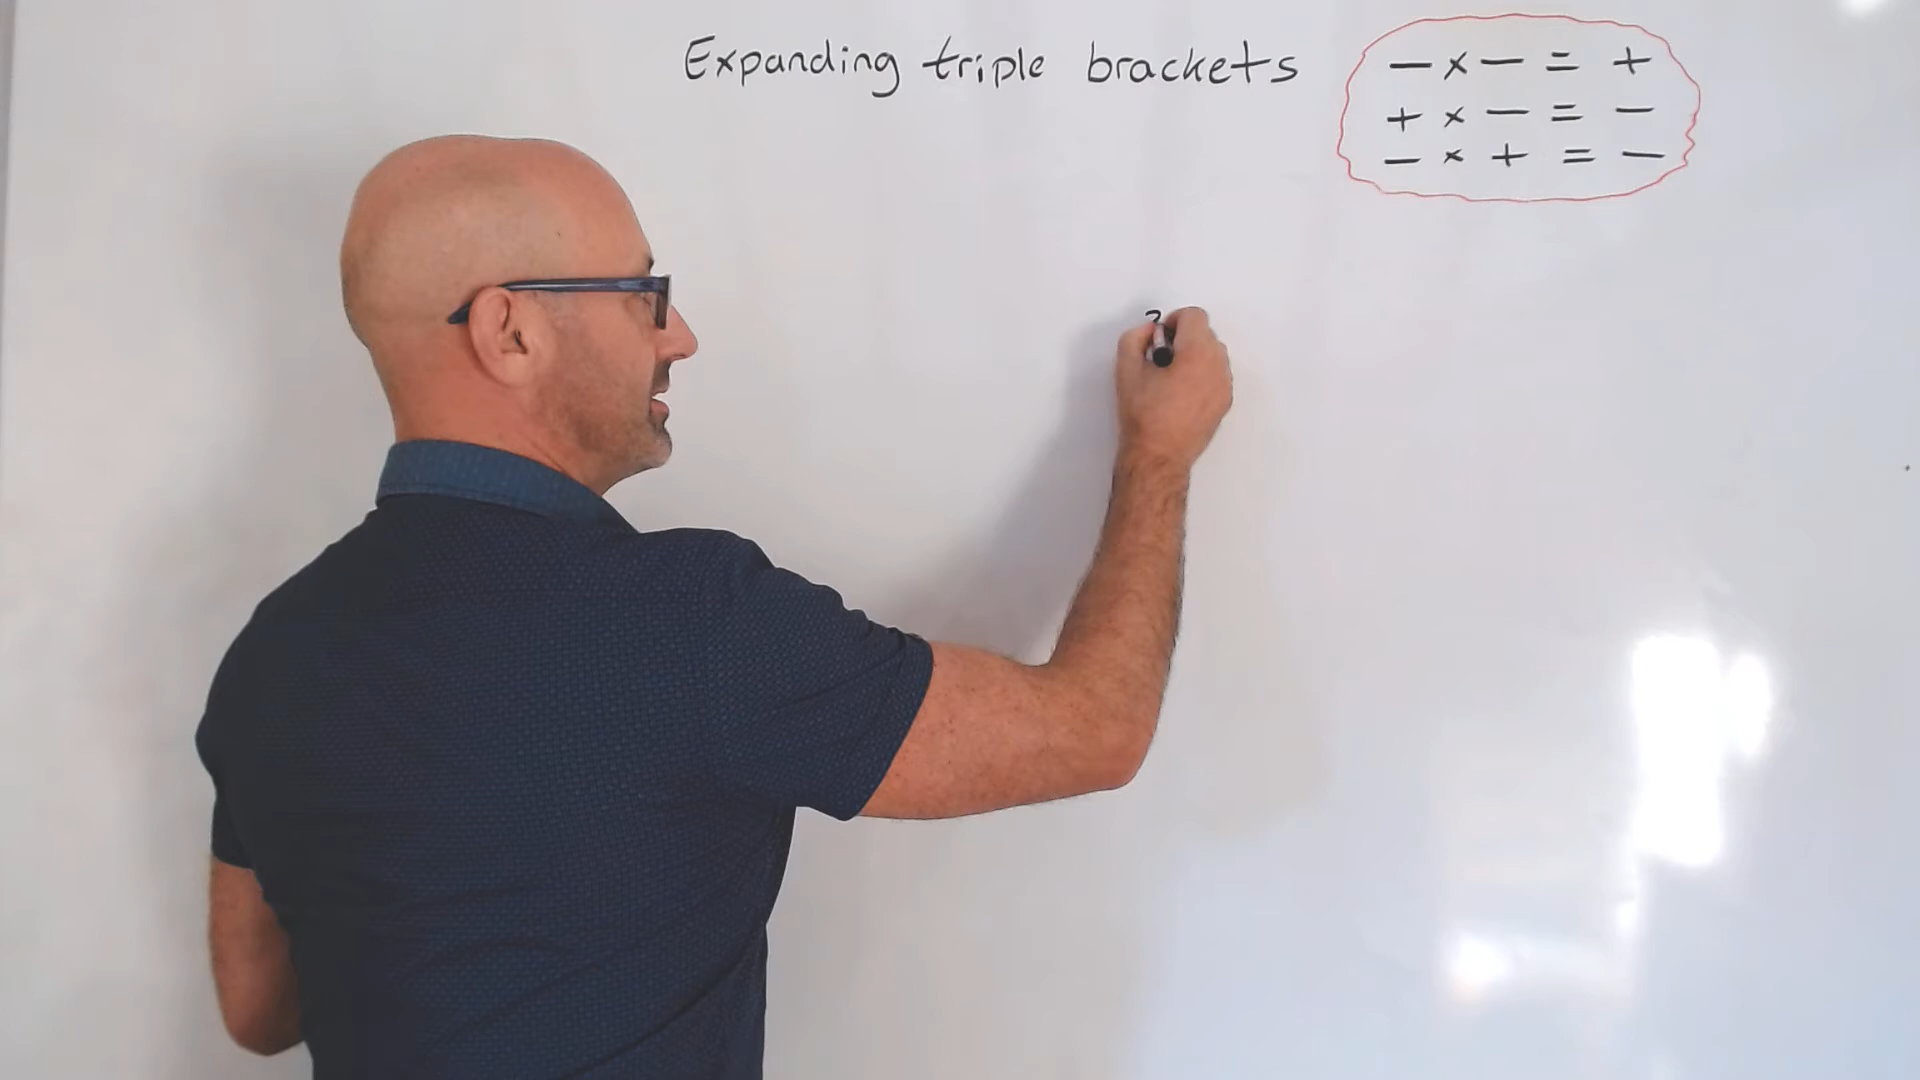 Expanding triple brackets
− × − = +
+ × − = −
− × + = −